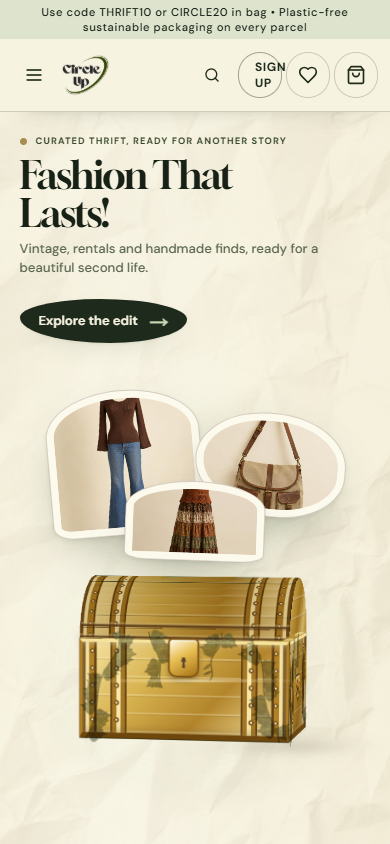 Use code THRIFT10 or CIRCLE20 in bag • Plastic-free
sustainable packaging on every parcel
Circle
Up
SIGN
UP
CURATED THRIFT, READY FOR ANOTHER STORY
Fashion That
Lasts!
Vintage, rentals and handmade finds, ready for a
beautiful second life.
Explore the edit →